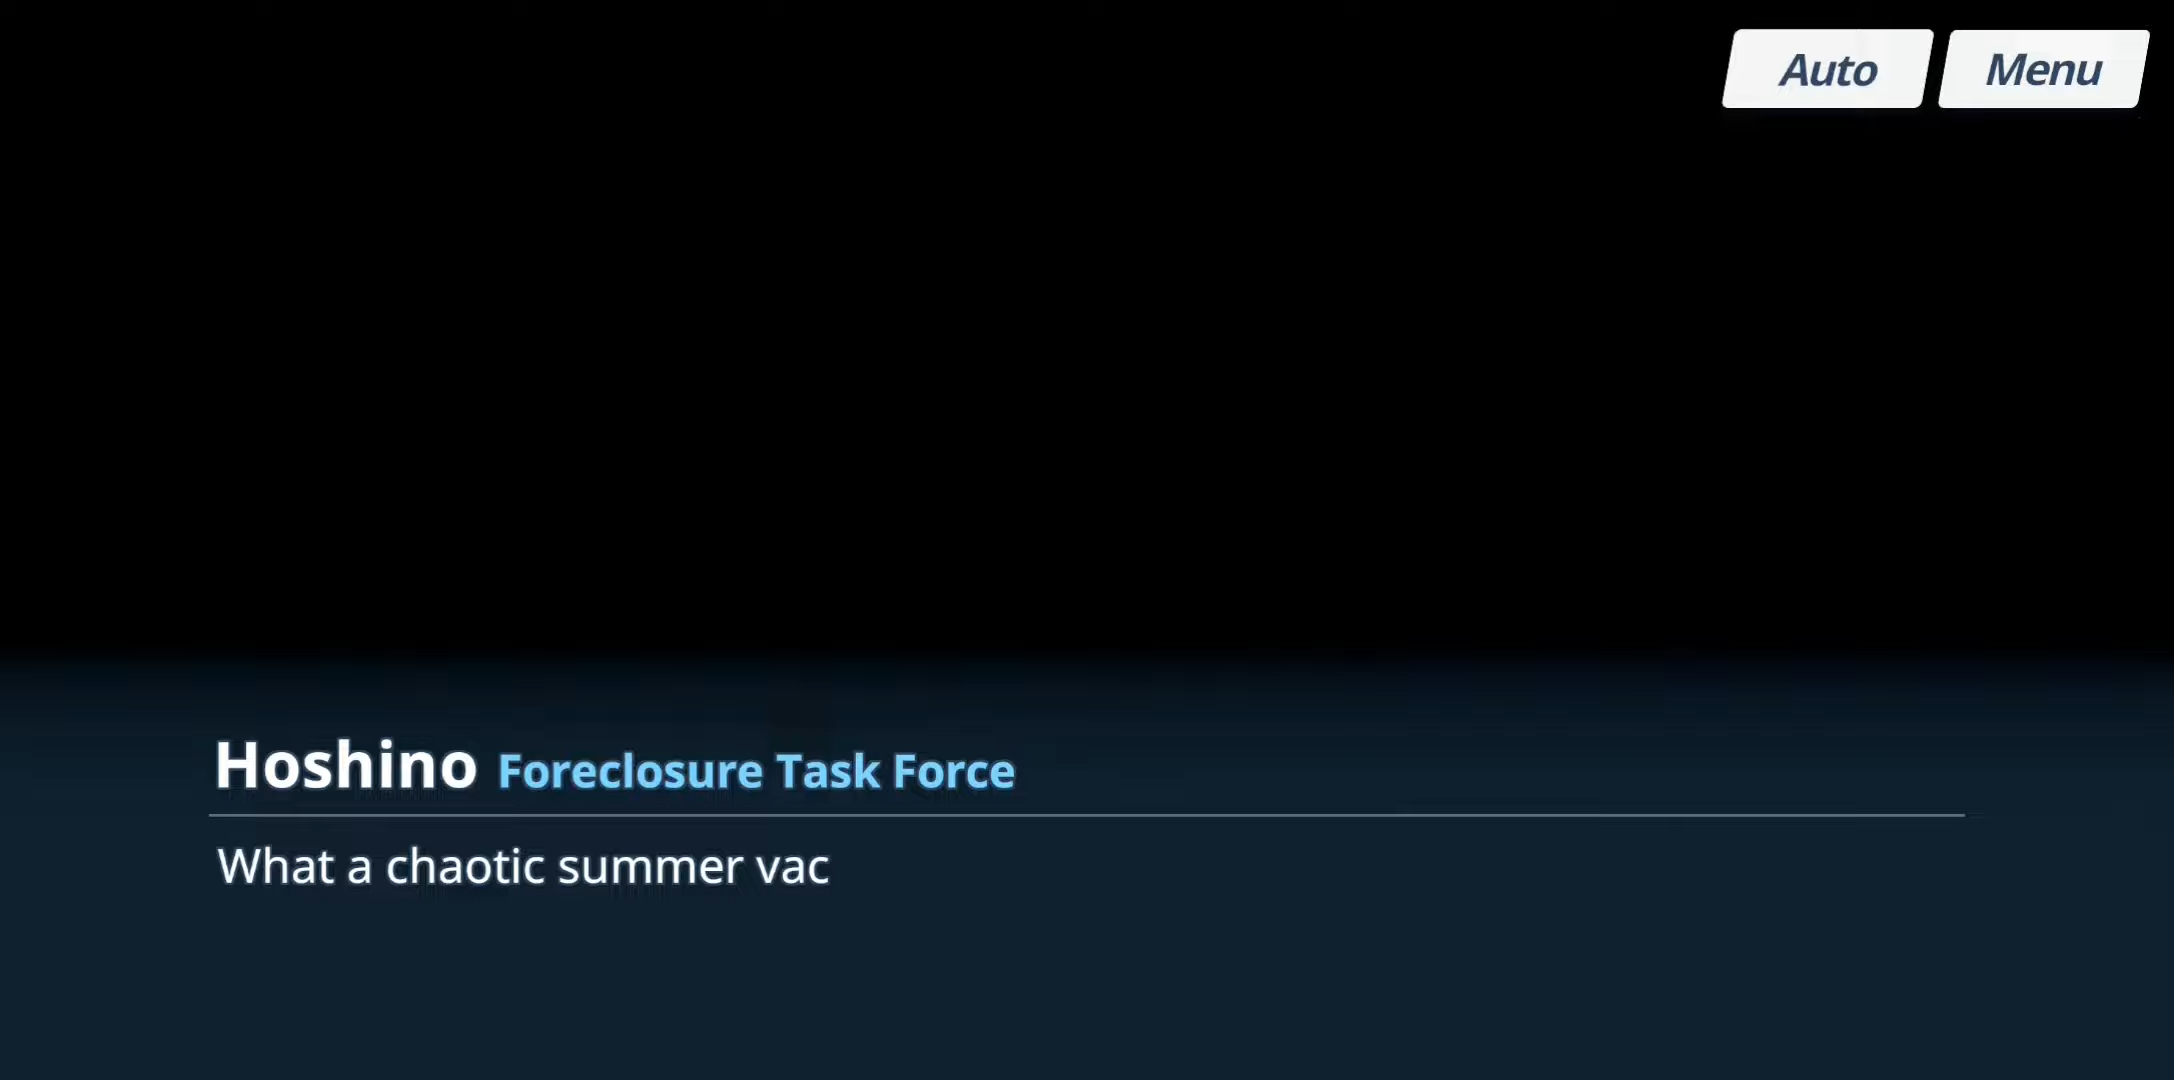 Auto Menu
Hoshino Foreclosure Task Force
What a chaotic summer vac